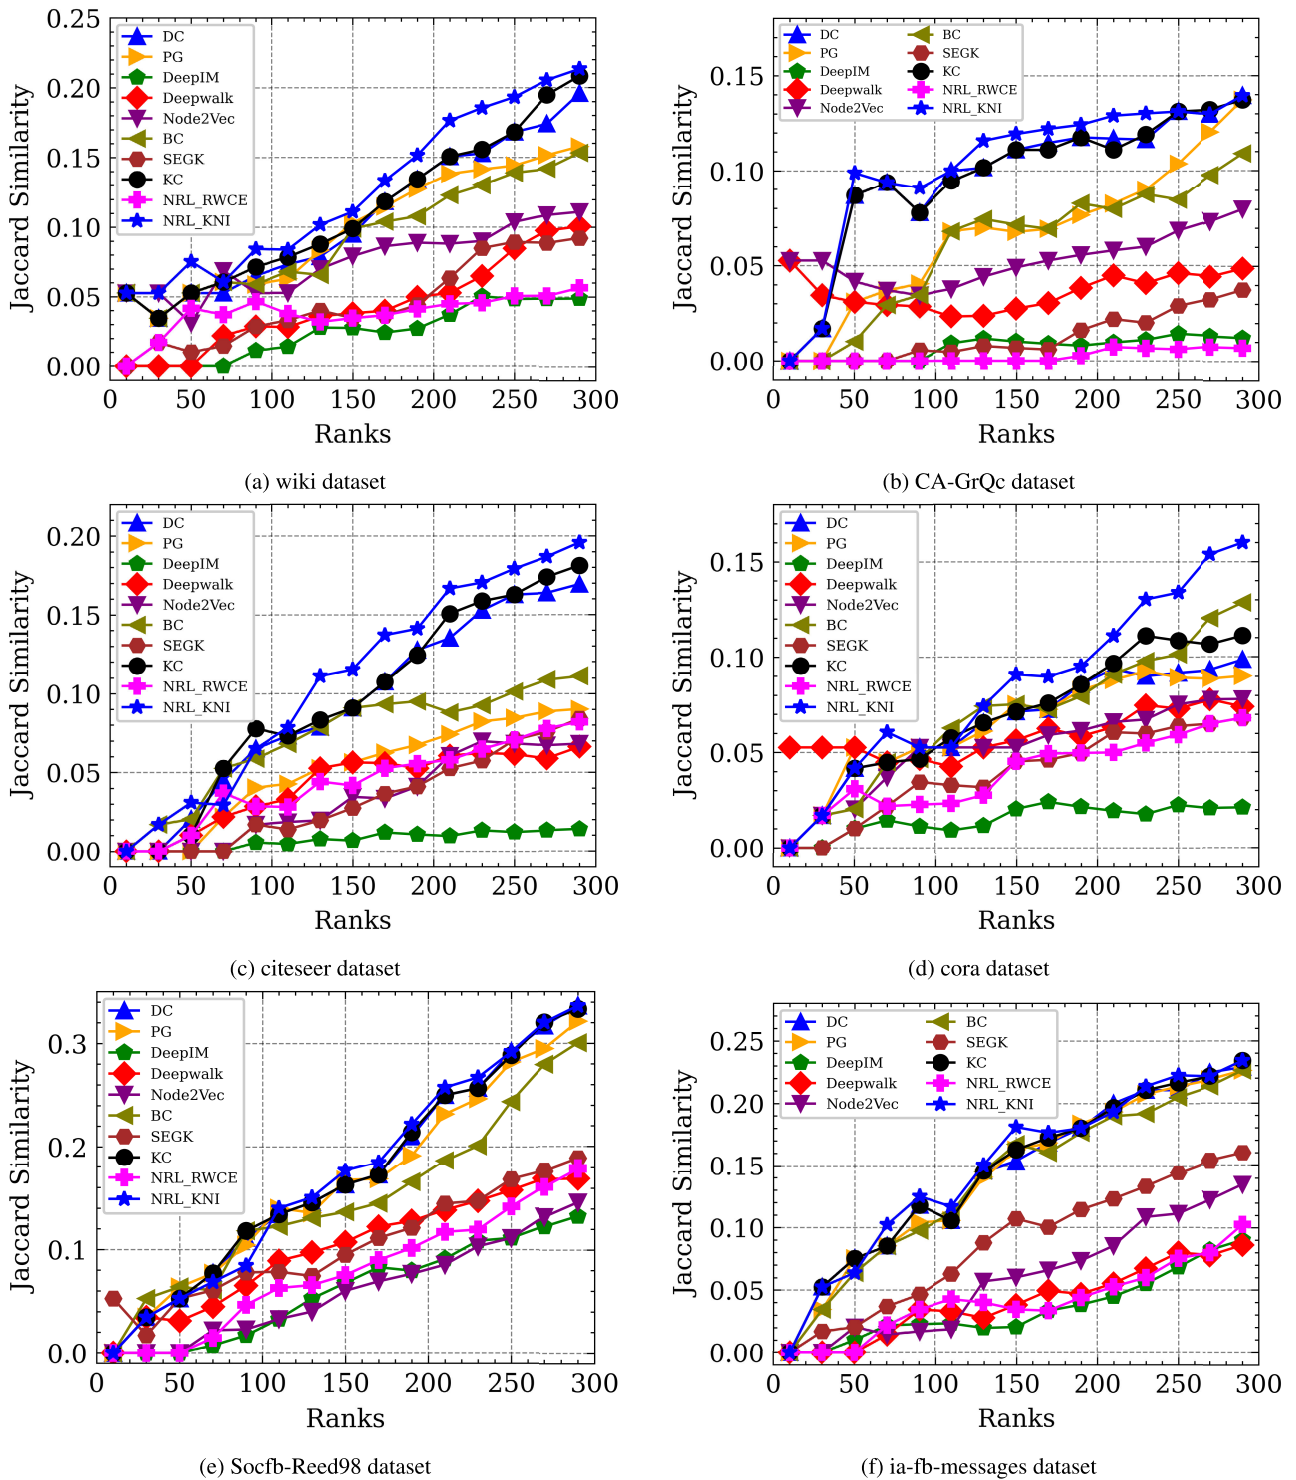 0.25
0.20
0.15
0.10
0.05
0.00
Jaccard Similarity
DC
PG
DeepIM
Deepwalk
Node2Vec
BC
SEGK
KC
NRL_RWCE
NRL_KNI
0 50 100 150 200 250 300
Ranks
(a) wiki dataset
0.15
0.10
0.05
0.00
Jaccard Similarity
DC BC
PG SEGK
DeepIM KC
Deepwalk NRL_RWCE
Node2Vec NRL_KNI
0 50 100 150 200 250 300
Ranks
(b) CA-GrQc dataset
0.20
0.15
0.10
0.05
0.00
Jaccard Similarity
DC
PG
DeepIM
Deepwalk
Node2Vec
BC
SEGK
KC
NRL_RWCE
NRL_KNI
0 50 100 150 200 250 300
Ranks
(c) citeseer dataset
0.15
0.10
0.05
0.00
Jaccard Similarity
DC
PG
DeepIM
Deepwalk
Node2Vec
BC
SEGK
KC
NRL_RWCE
NRL_KNI
0 50 100 150 200 250 300
Ranks
(d) cora dataset
0.3
0.2
0.1
0.0
Jaccard Similarity
DC
PG
DeepIM
Deepwalk
Node2Vec
BC
SEGK
KC
NRL_RWCE
NRL_KNI
0 50 100 150 200 250 300
Ranks
(e) Socfb-Reed98 dataset
0.25
0.20
0.15
0.10
0.05
0.00
Jaccard Similarity
DC BC
PG SEGK
DeepIM KC
Deepwalk NRL_RWCE
Node2Vec NRL_KNI
0 50 100 150 200 250 300
Ranks
(f) ia-fb-messages dataset